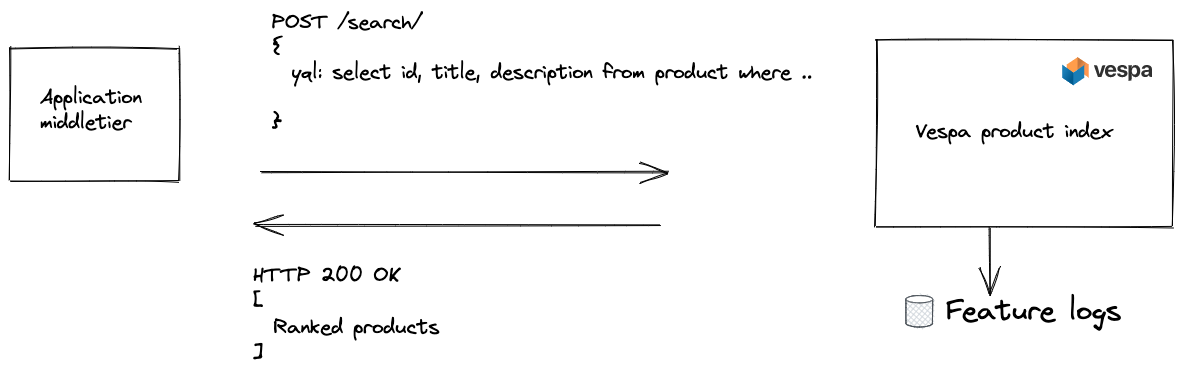 Application
middletier
POST /search/
{
yql: select id, title, description from product where ..
}
HTTP 200 OK
[
Ranked products
]
vespa
Vespa product index
Feature logs